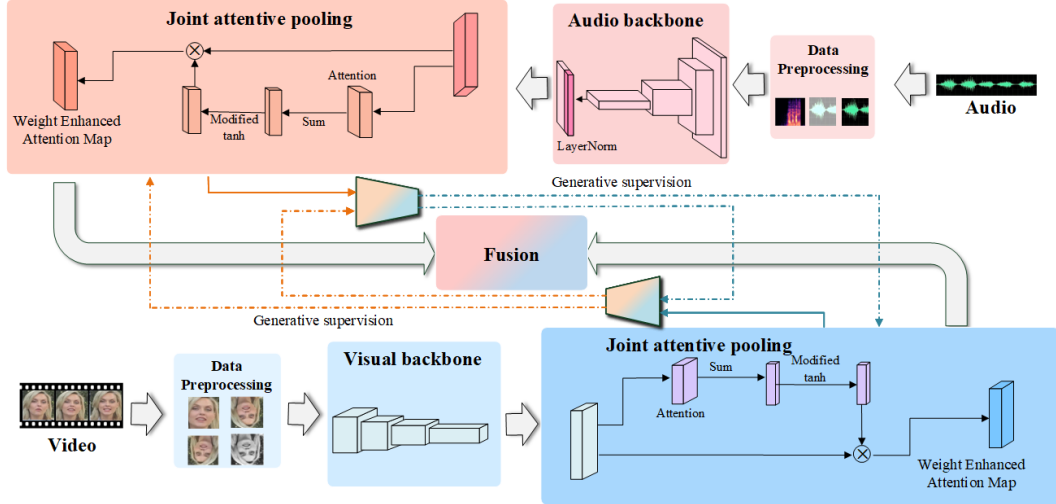 Joint attentive pooling
Attention
Modified
tanh
Sum
Weight Enhanced
Attention Map
Audio backbone
LayerNorm
Data
Preprocessing
Audio
Generative supervision
Fusion
Generative supervision
Video
Data
Preprocessing
Visual backbone
Joint attentive pooling
Sum
Modified
tanh
Attention
Weight Enhanced
Attention Map